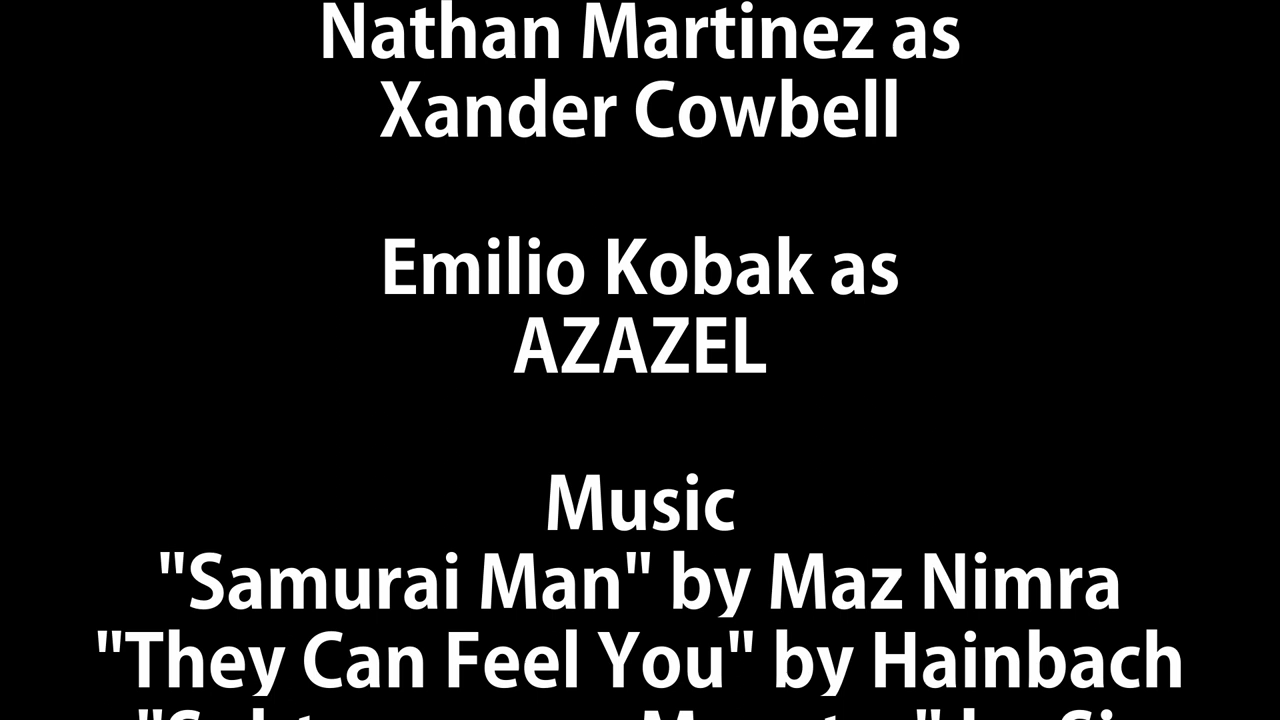 Nathan Martinez as
Xander Cowbell
Emilio Kobak as
AZAZEL
Music
"Samurai Man" by Maz Nimra
"They Can Feel You" by Hainbach